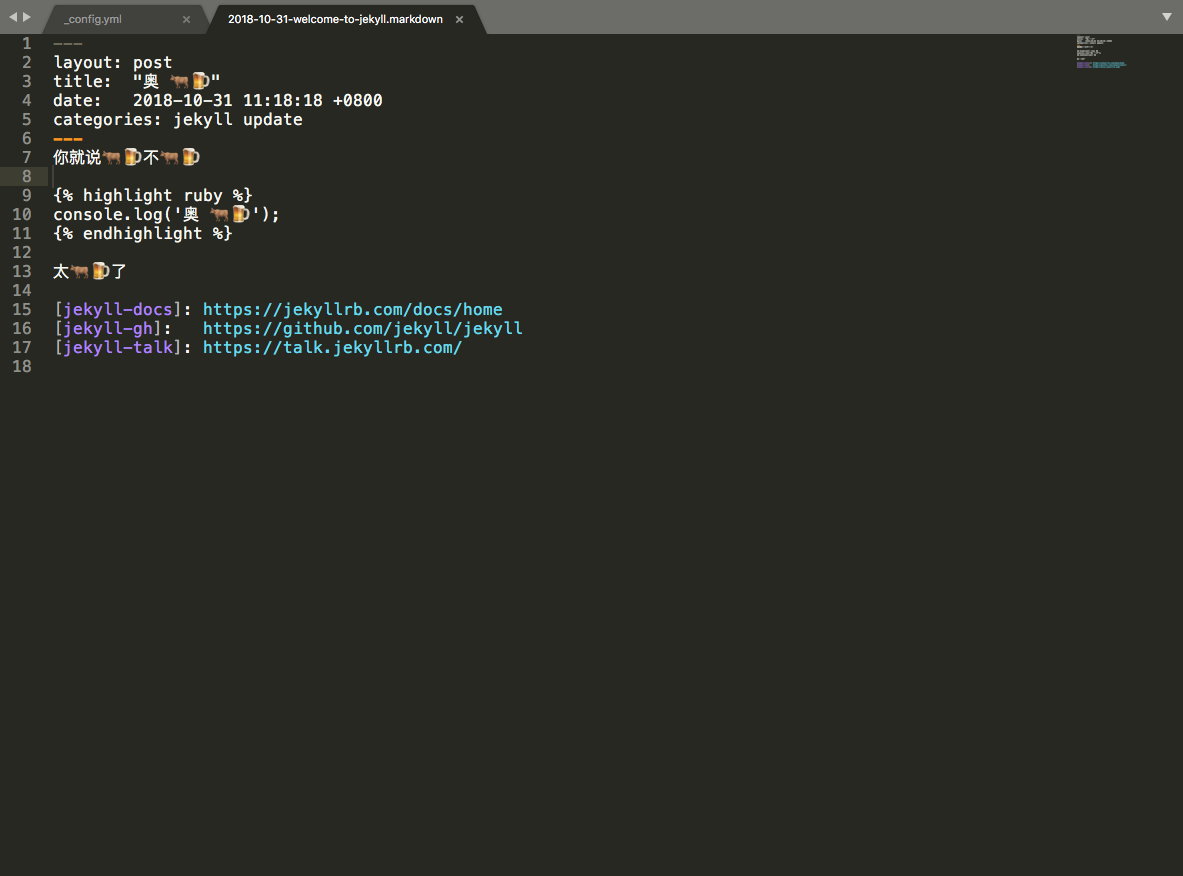 _config.yml
2018-10-31-welcome-to-jekyll.markdown
1 ---
2 layout: post
3 title:  "奥 🐂🍺"
4 date:   2018-10-31 11:18:18 +0800
5 categories: jekyll update
6 ---
7 你就说🐂🍺不🐂🍺
8
9 {% highlight ruby %}
10 console.log('奥 🐂🍺');
11 {% endhighlight %}
12
13 太🐂🍺了
14
15 [jekyll-docs]: https://jekyllrb.com/docs/home
16 [jekyll-gh]:   https://github.com/jekyll/jekyll
17 [jekyll-talk]: https://talk.jekyllrb.com/
18